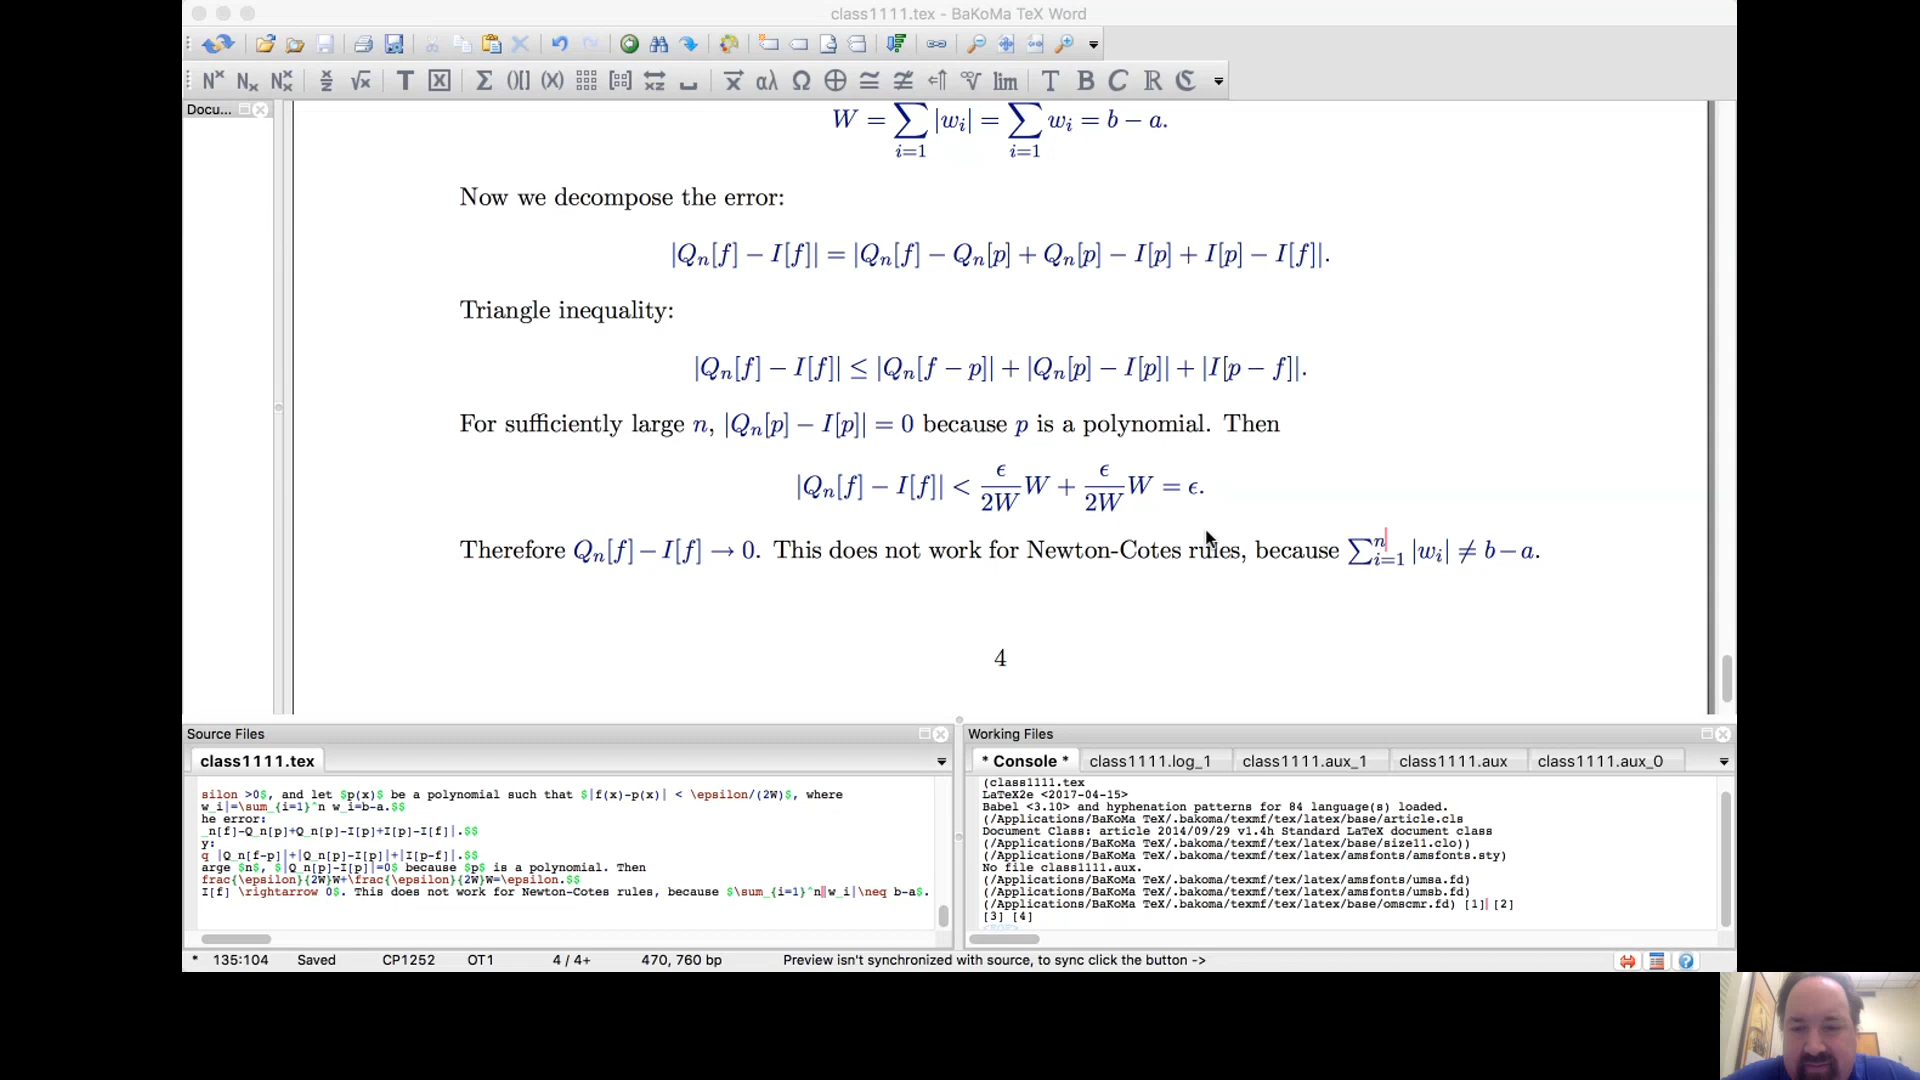 class1111.tex - BaKoMa TeX Word
Docu...
W = ∑_{i=1} |w_i| = ∑_{i=1} w_i = b − a.
Now we decompose the error:
|Q_n[f] − I[f]| = |Q_n[f] − Q_n[p] + Q_n[p] − I[p] + I[p] − I[f]|.
Triangle inequality:
|Q_n[f] − I[f]| ≤ |Q_n[f − p]| + |Q_n[p] − I[p]| + |I[p − f]|.
For sufficiently large n, |Q_n[p] − I[p]| = 0 because p is a polynomial. Then
|Q_n[f] − I[f]| < ϵ/2W W + ϵ/2W W = ϵ.
Therefore Q_n[f] − I[f] → 0. This does not work for Newton-Cotes rules, because ∑_{i=1}^n |w_i| ≠ b − a.
4
Source Files
class1111.tex
silon >0$, and let $p(x)$ be a polynomial such that $|f(x)-p(x)| < \epsilon/(2W)$, where
w_i|=\sum_{i=1}^n w_i=b-a.$$
he error:
_n[f]-Q_n[p]+Q_n[p]-I[p]+I[p]-I[f]|.$$
y:
q |Q_n[f-p]|+|Q_n[p]-I[p]|+|I[p-f]|.$$
arge $n$, $|Q_n[p]-I[p]|=0$ because $p$ is a polynomial. Then
frac{\epsilon}{2W}W+\frac{\epsilon}{2W}W=\epsilon.$$
I[f] \rightarrow 0$. This does not work for Newton-Cotes rules, because $\sum_{i=1}^n|w_i|\neq b-a$.
Working Files
* Console * class1111.log_1 class1111.aux_1 class1111.aux class1111.aux_0
(class1111.tex
LaTeX2e <2017-04-15>
Babel <3.10> and hyphenation patterns for 84 language(s) loaded.
(/Applications/BaKoMa TeX/.bakoma/texmf/tex/latex/base/article.cls
Document Class: article 2014/09/29 v1.4h Standard LaTeX document class
(/Applications/BaKoMa TeX/.bakoma/texmf/tex/latex/base/size11.clo))
(/Applications/BaKoMa TeX/.bakoma/texmf/tex/latex/amsfonts/amsfonts.sty)
No file class1111.aux.
(/Applications/BaKoMa TeX/.bakoma/texmf/tex/latex/amsfonts/umsa.fd)
(/Applications/BaKoMa TeX/.bakoma/texmf/tex/latex/amsfonts/umsb.fd)
(/Applications/BaKoMa TeX/.bakoma/texmf/tex/latex/base/omscmr.fd) [1] [2]
[3] [4]
* 135:104 Saved CP1252 OT1 4 / 4+ 470, 760 bp Preview isn't synchronized with source, to sync click the button ->